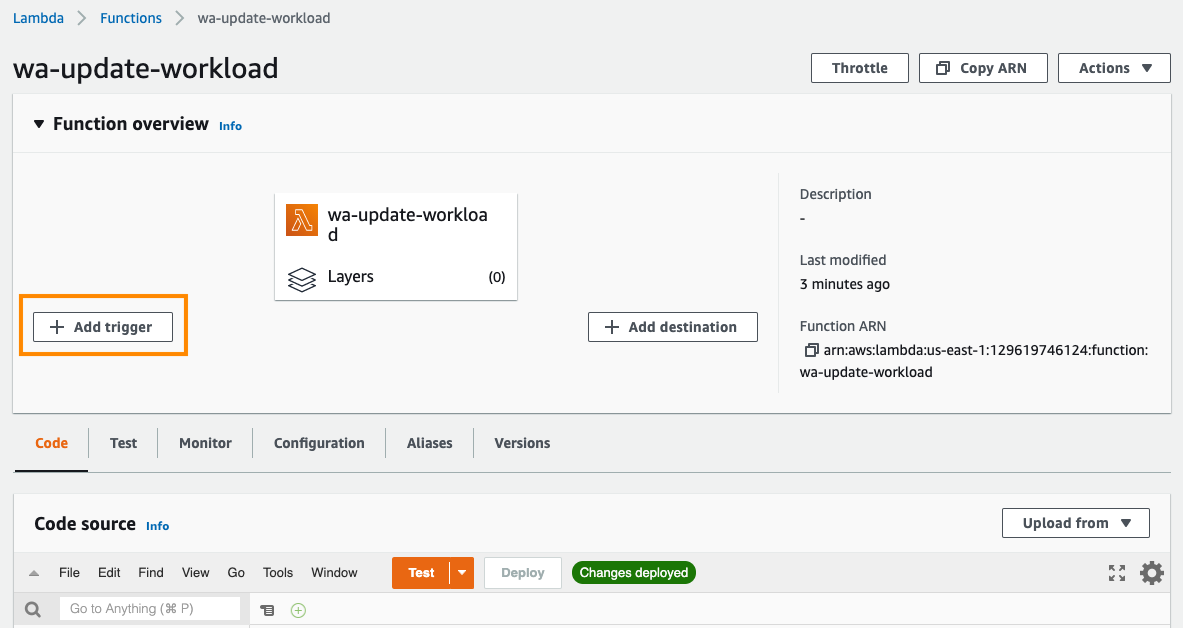 Lambda > Functions > wa-update-workload
wa-update-workload
Throttle
Copy ARN
Actions
Function overview Info
wa-update-workloa
d
Layers (0)
Add trigger
Add destination
Description
-
Last modified
3 minutes ago
Function ARN
arn:aws:lambda:us-east-1:129619746124:function:
wa-update-workload
Code Test Monitor Configuration Aliases Versions
Code source Info
Upload from
File Edit Find View Go Tools Window Test Deploy Changes deployed
Go to Anything (⌘ P)